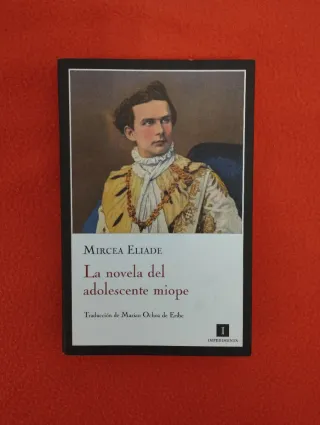 MIRCEA ELIADE
La novela del
adolescente miope
Traducción de Marian Ochoa de Eribe
I
IMPEDIMENTA